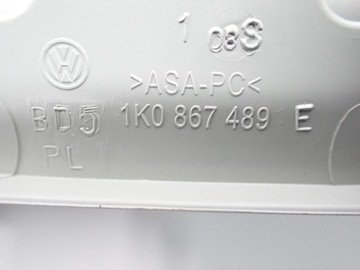 1 08S
>ASA-PC<
BD5 1K0 867 489 E
PL